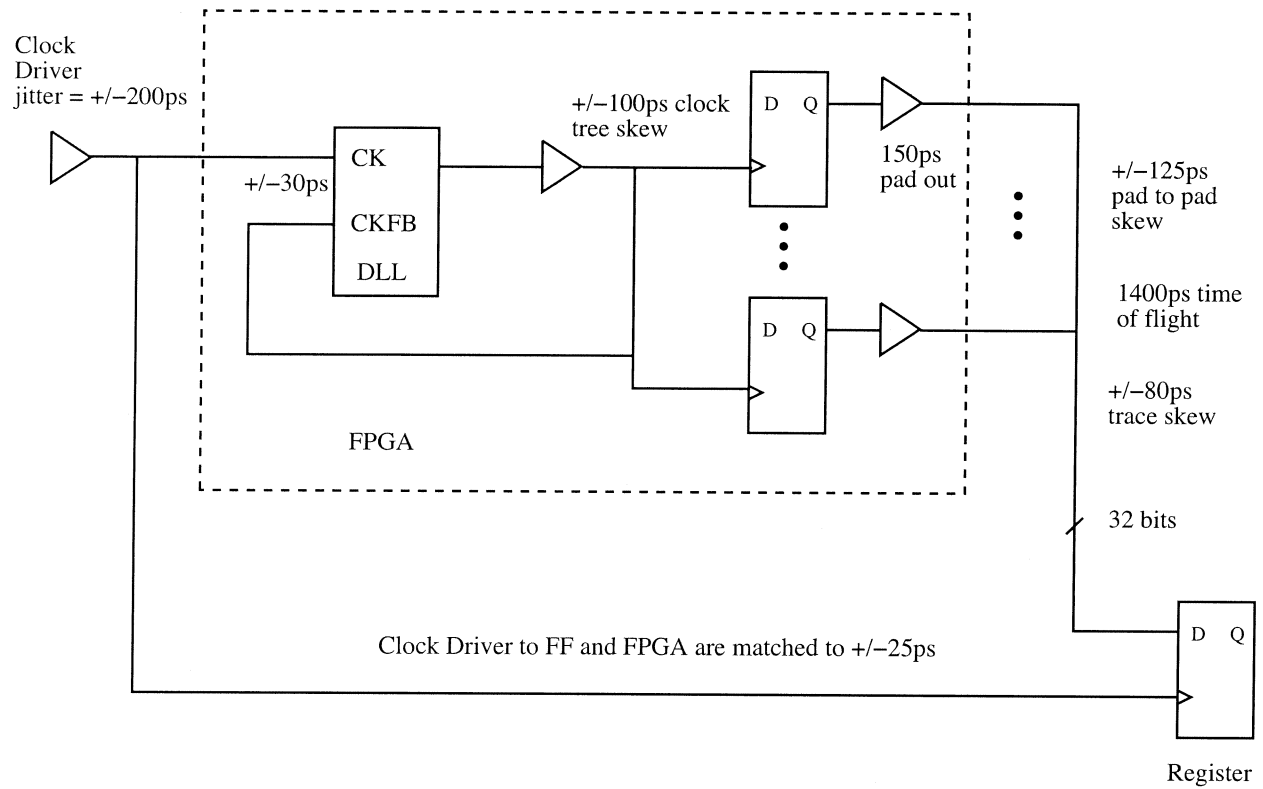 Clock
Driver
jitter = +/−200ps
+/−100ps clock
tree skew
D Q
150ps
pad out
CK
+/−30ps
CKFB
DLL
+/−125ps
pad to pad
skew
1400ps time
of flight
D Q
+/−80ps
trace skew
FPGA
32 bits
Clock Driver to FF and FPGA are matched to +/−25ps
D Q
Register